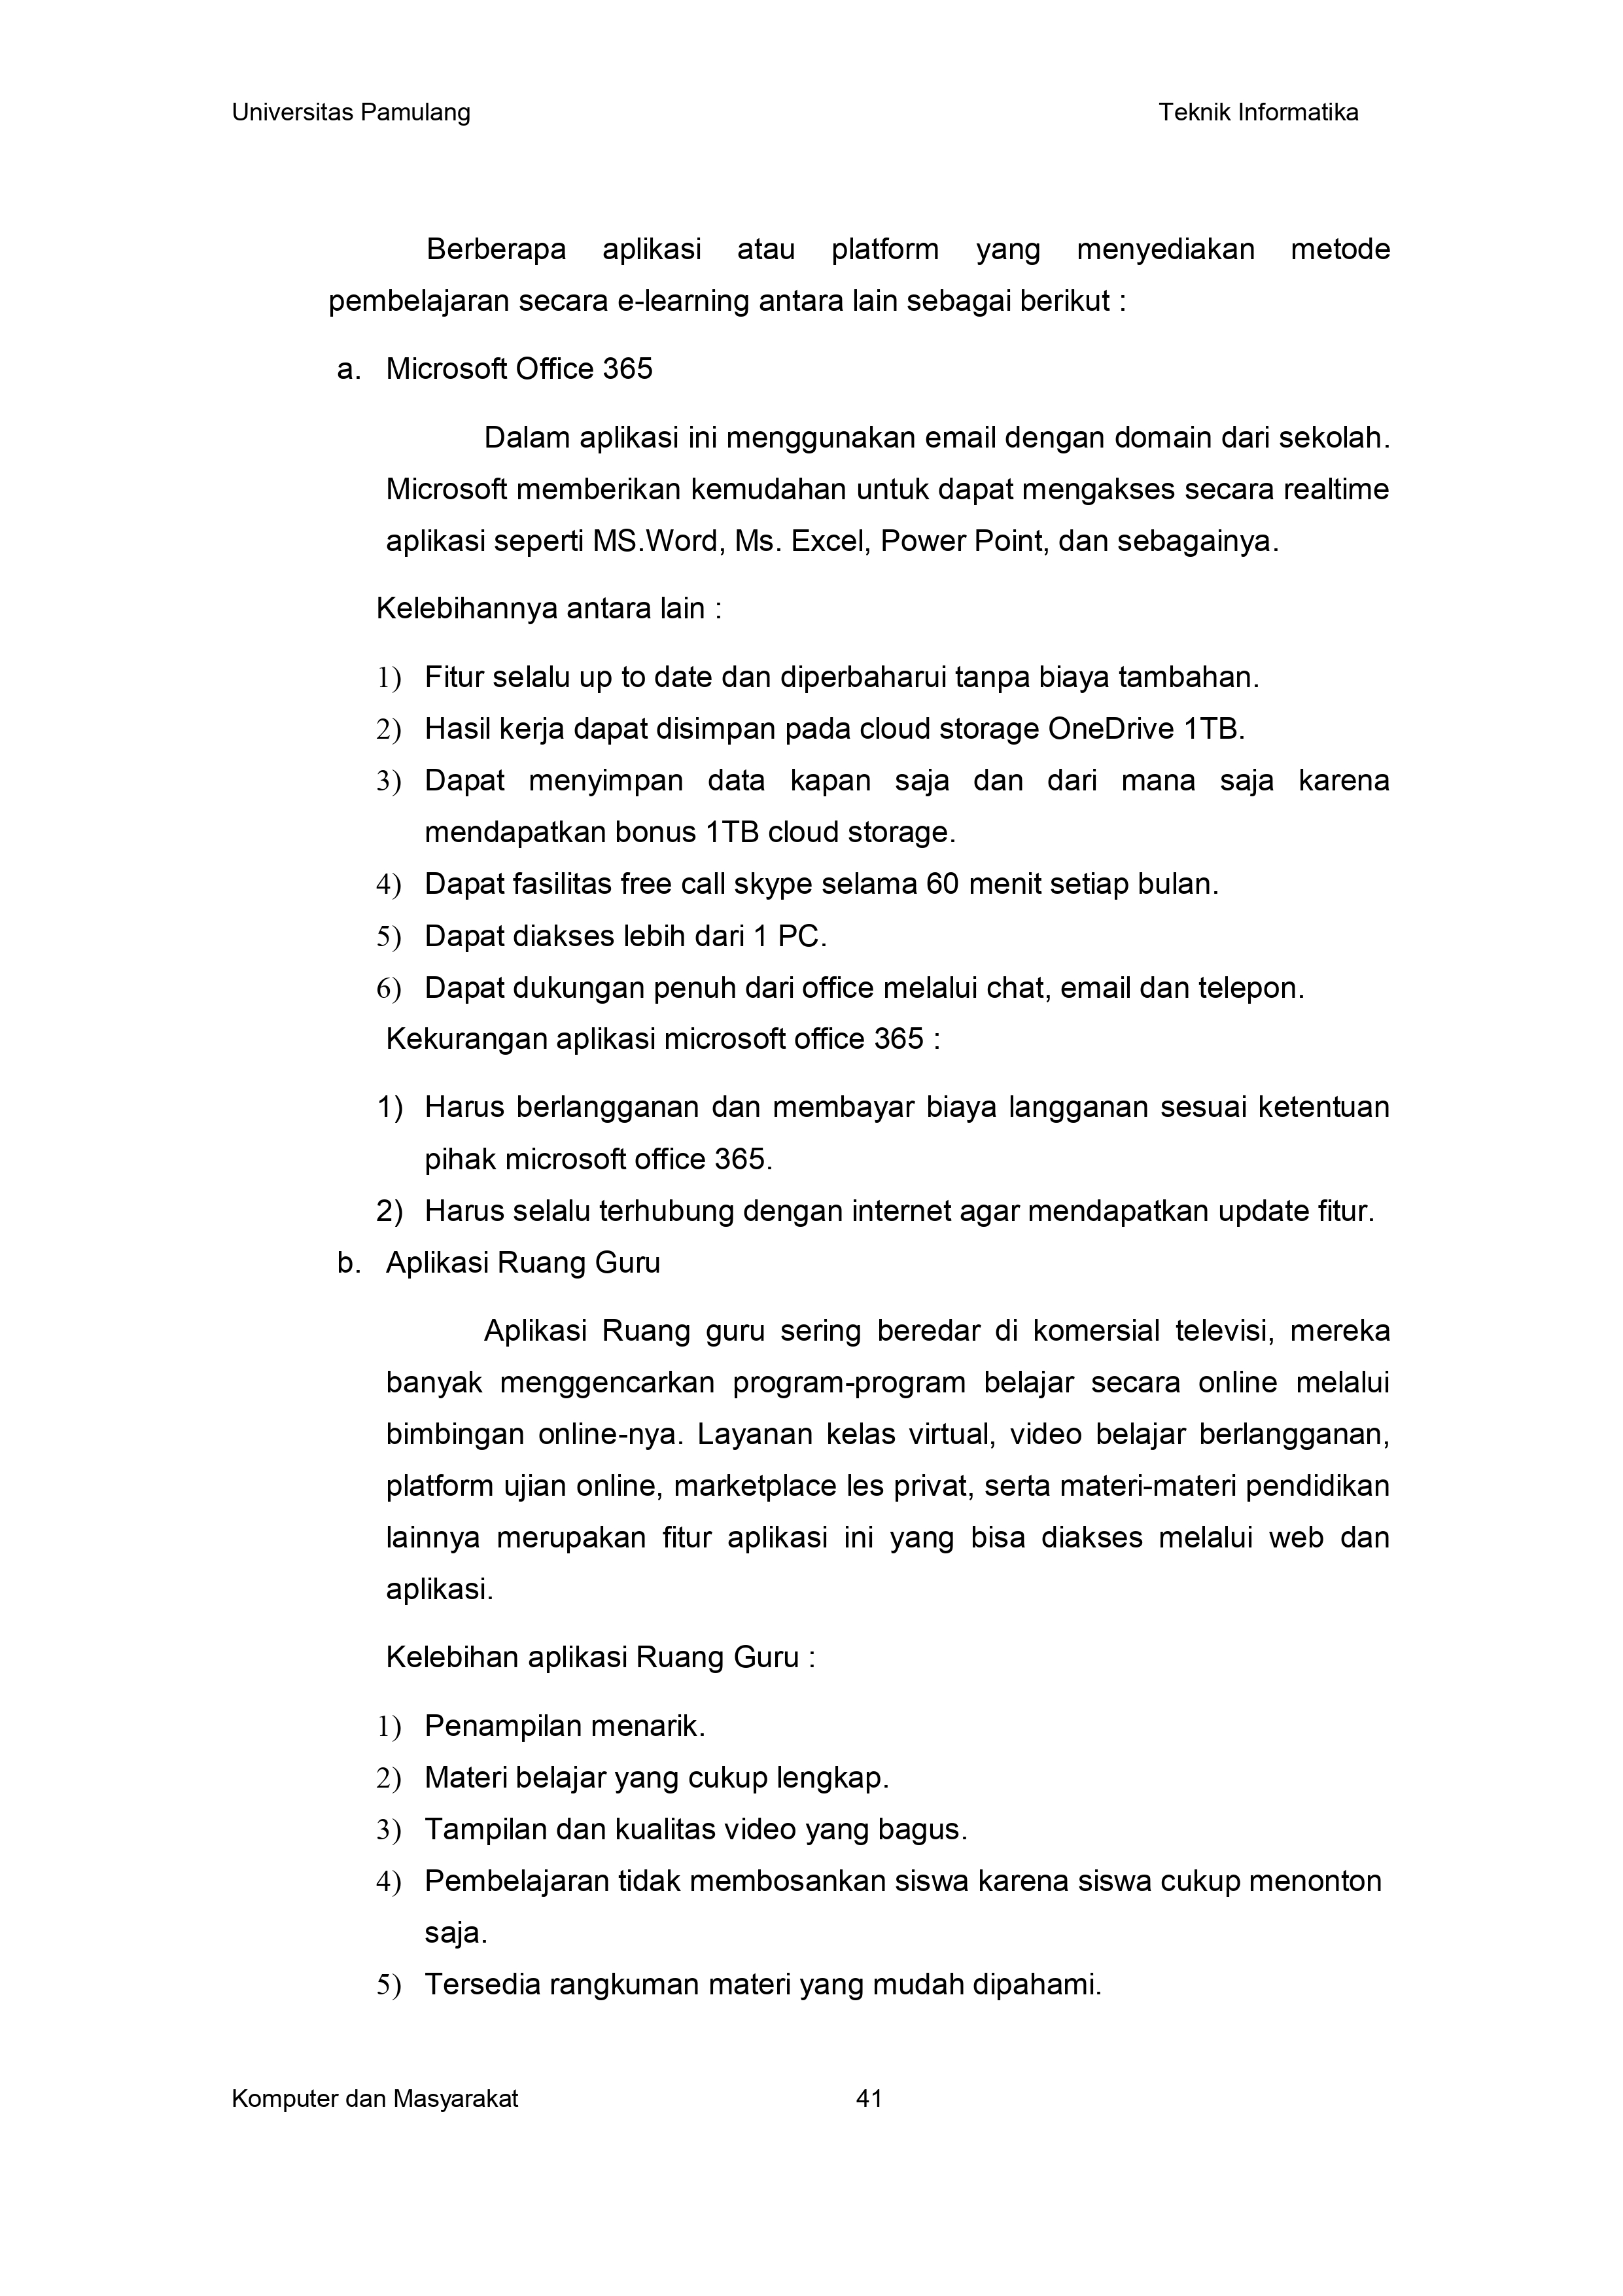 Universitas Pamulang Teknik Informatika
Berberapa aplikasi atau platform yang menyediakan metode
pembelajaran secara e-learning antara lain sebagai berikut :
a. Microsoft Office 365
Dalam aplikasi ini menggunakan email dengan domain dari sekolah.
Microsoft memberikan kemudahan untuk dapat mengakses secara realtime
aplikasi seperti MS.Word, Ms. Excel, Power Point, dan sebagainya.
Kelebihannya antara lain :
1) Fitur selalu up to date dan diperbaharui tanpa biaya tambahan.
2) Hasil kerja dapat disimpan pada cloud storage OneDrive 1TB.
3) Dapat menyimpan data kapan saja dan dari mana saja karena
mendapatkan bonus 1TB cloud storage.
4) Dapat fasilitas free call skype selama 60 menit setiap bulan.
5) Dapat diakses lebih dari 1 PC.
6) Dapat dukungan penuh dari office melalui chat, email dan telepon.
Kekurangan aplikasi microsoft office 365 :
1) Harus berlangganan dan membayar biaya langganan sesuai ketentuan
pihak microsoft office 365.
2) Harus selalu terhubung dengan internet agar mendapatkan update fitur.
b. Aplikasi Ruang Guru
Aplikasi Ruang guru sering beredar di komersial televisi, mereka
banyak menggencarkan program-program belajar secara online melalui
bimbingan online-nya. Layanan kelas virtual, video belajar berlangganan,
platform ujian online, marketplace les privat, serta materi-materi pendidikan
lainnya merupakan fitur aplikasi ini yang bisa diakses melalui web dan
aplikasi.
Kelebihan aplikasi Ruang Guru :
1) Penampilan menarik.
2) Materi belajar yang cukup lengkap.
3) Tampilan dan kualitas video yang bagus.
4) Pembelajaran tidak membosankan siswa karena siswa cukup menonton
saja.
5) Tersedia rangkuman materi yang mudah dipahami.
Komputer dan Masyarakat 41